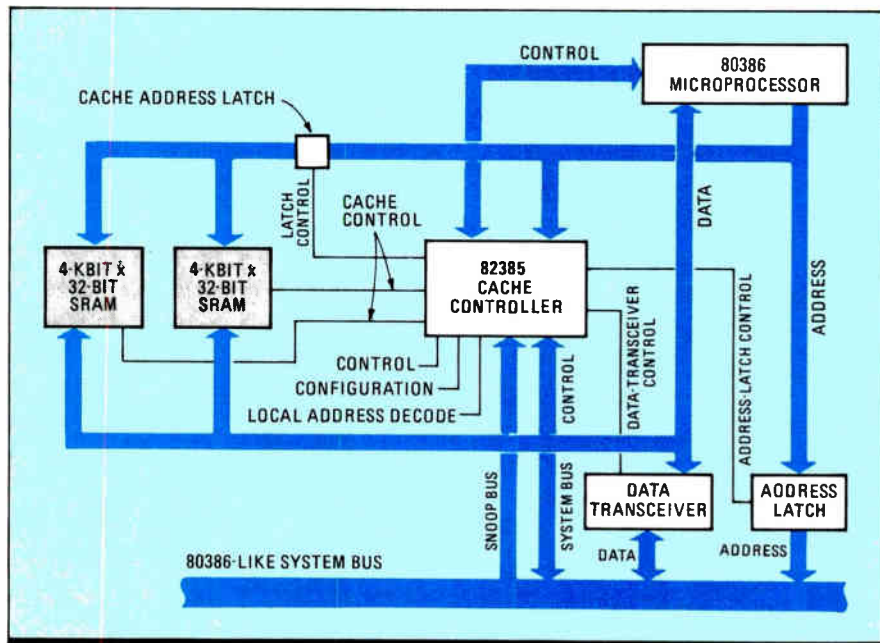 CONTROL
80386
MICROPROCESSOR
CACHE ADDRESS LATCH
LATCH
CONTROL
CACHE
CONTROL
DATA
ADDRESS
4-KBIT x
32-BIT
SRAM
4-KBIT x
32-BIT
SRAM
82385
CACHE
CONTROLLER
CONTROL
CONFIGURATION
LOCAL ADDRESS DECODE
CONTROL
DATA-TRANSCEIVER
CONTROL
ADDRESS-LATCH CONTROL
SNOOP BUS
SYSTEM BUS
DATA
TRANSCEIVER
ADDRESS
LATCH
DATA
ADDRESS
80386-LIKE SYSTEM BUS